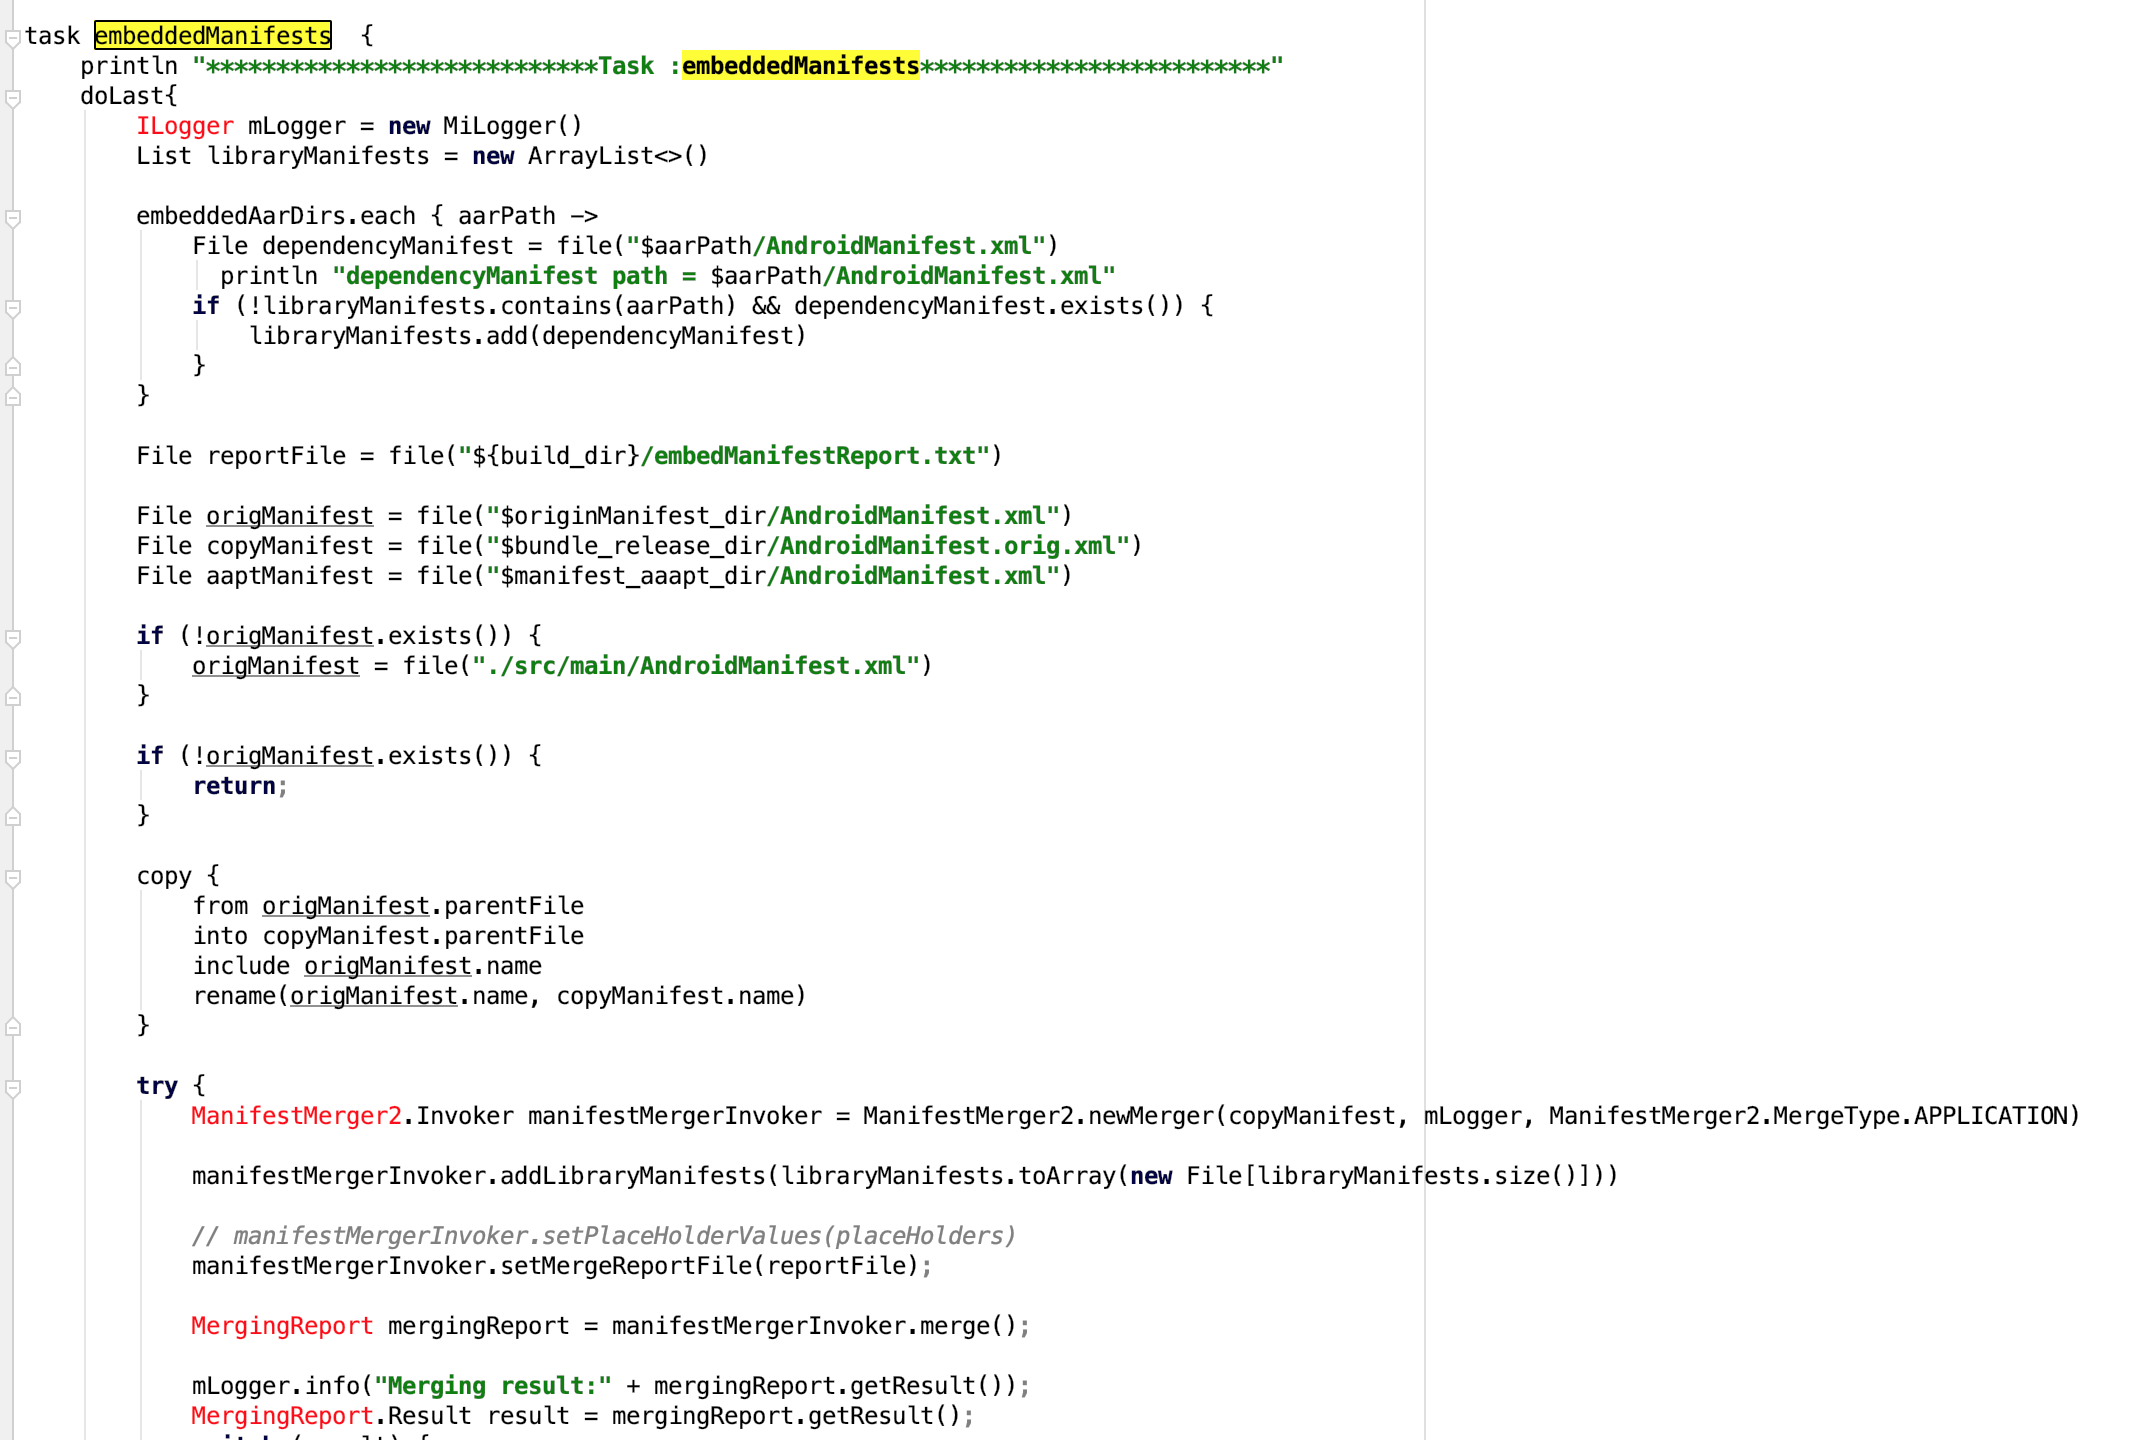 task embeddedManifests  {
    println "****************************Task :embeddedManifests*************************"
    doLast{
        ILogger mLogger = new MiLogger()
        List libraryManifests = new ArrayList<>()
        embeddedAarDirs.each { aarPath ->
            File dependencyManifest = file("$aarPath/AndroidManifest.xml")
              println "dependencyManifest path = $aarPath/AndroidManifest.xml"
            if (!libraryManifests.contains(aarPath) && dependencyManifest.exists()) {
                libraryManifests.add(dependencyManifest)
            }
        }
        File reportFile = file("${build_dir}/embedManifestReport.txt")
        File origManifest = file("$originManifest_dir/AndroidManifest.xml")
        File copyManifest = file("$bundle_release_dir/AndroidManifest.orig.xml")
        File aaptManifest = file("$manifest_aaapt_dir/AndroidManifest.xml")
        if (!origManifest.exists()) {
            origManifest = file("./src/main/AndroidManifest.xml")
        }
        if (!origManifest.exists()) {
            return;
        }
        copy {
            from origManifest.parentFile
            into copyManifest.parentFile
            include origManifest.name
            rename(origManifest.name, copyManifest.name)
        }
        try {
            ManifestMerger2.Invoker manifestMergerInvoker = ManifestMerger2.newMerger(copyManifest, mLogger, ManifestMerger2.MergeType.APPLICATION)
            manifestMergerInvoker.addLibraryManifests(libraryManifests.toArray(new File[libraryManifests.size()]))
            // manifestMergerInvoker.setPlaceHolderValues(placeHolders)
            manifestMergerInvoker.setMergeReportFile(reportFile);
            MergingReport mergingReport = manifestMergerInvoker.merge();
            mLogger.info("Merging result:" + mergingReport.getResult());
            MergingReport.Result result = mergingReport.getResult();